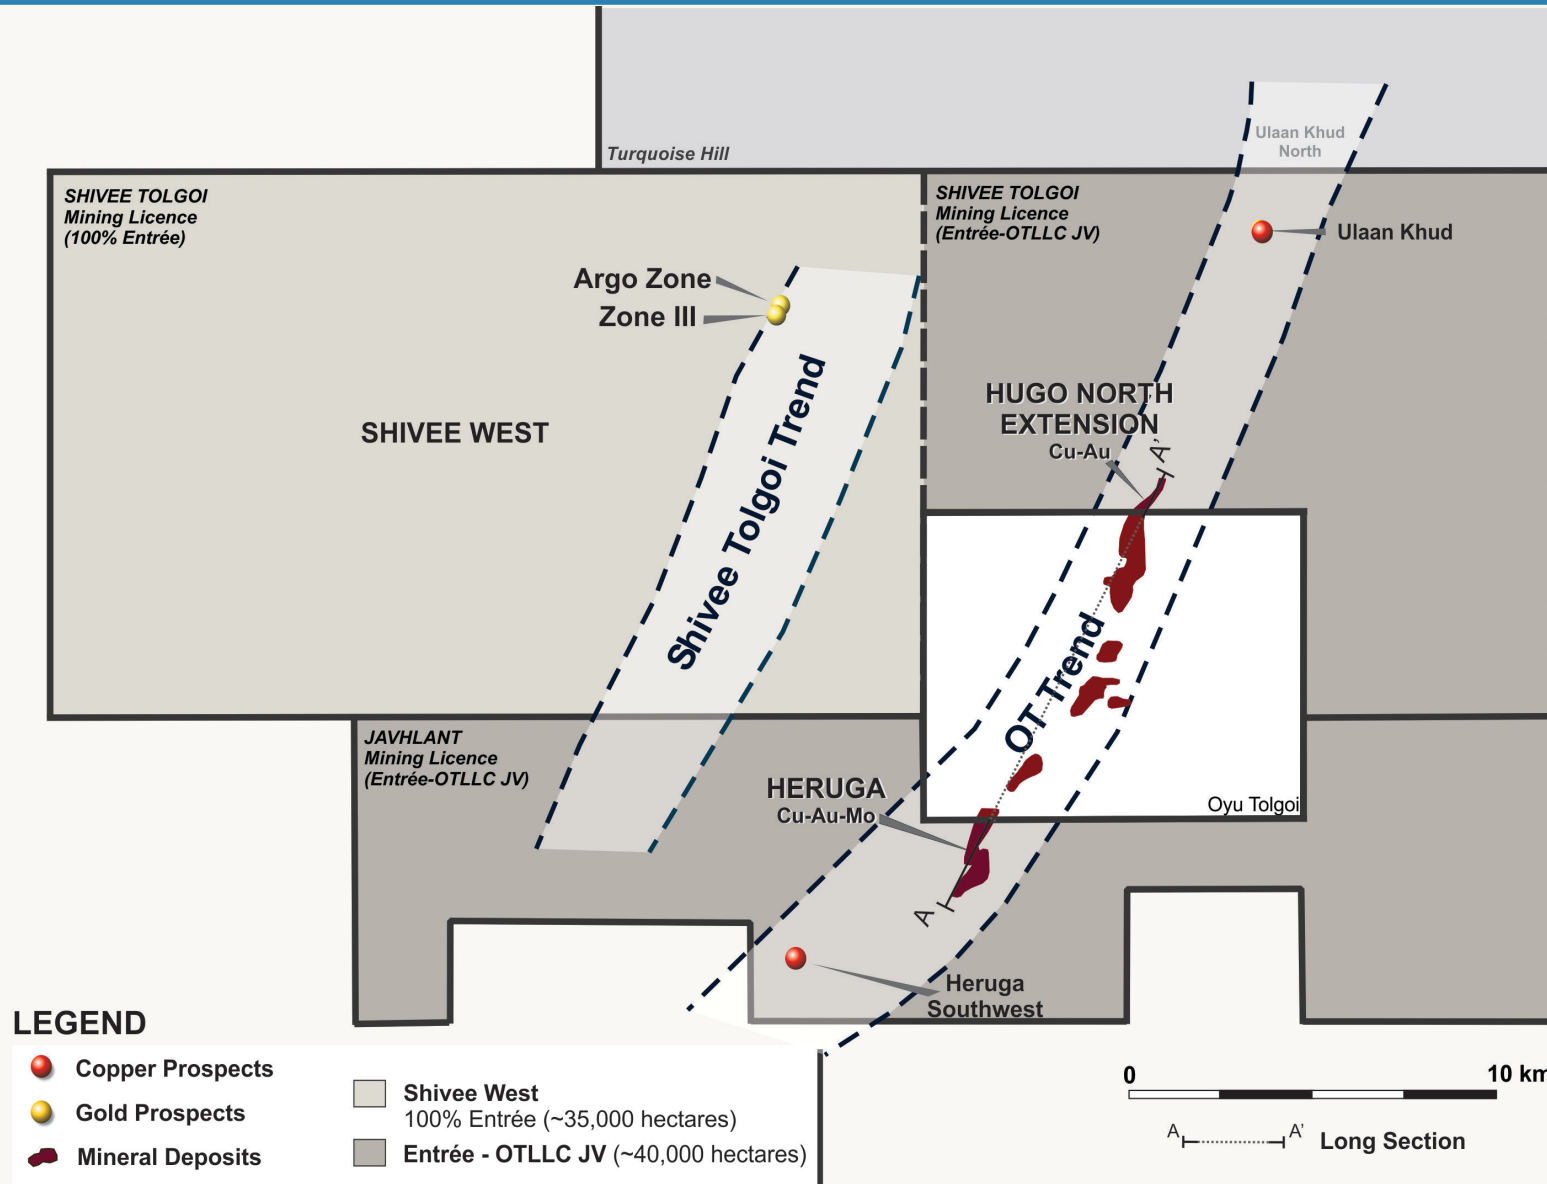 Ulaan Khud
North
Turquoise Hill
SHIVEE TOLGOI
Mining Licence
(100% Entrée)
SHIVEE TOLGOI
Mining Licence
(Entrée-OTLLC JV)
Ulaan Khud
Argo Zone
Zone III
SHIVEE WEST
Shivee Tolgoi Trend
HUGO NORTH
EXTENSION
Cu-Au
A'
OT Trend
Oyu Tolgoi
JAVHLANT
Mining Licence
(Entrée-OTLLC JV)
HERUGA
Cu-Au-Mo
A
Heruga
Southwest
LEGEND
Copper Prospects
Gold Prospects
Mineral Deposits
Shivee West
100% Entrée (~35,000 hectares)
Entrée - OTLLC JV (~40,000 hectares)
0 10 km
A A' Long Section